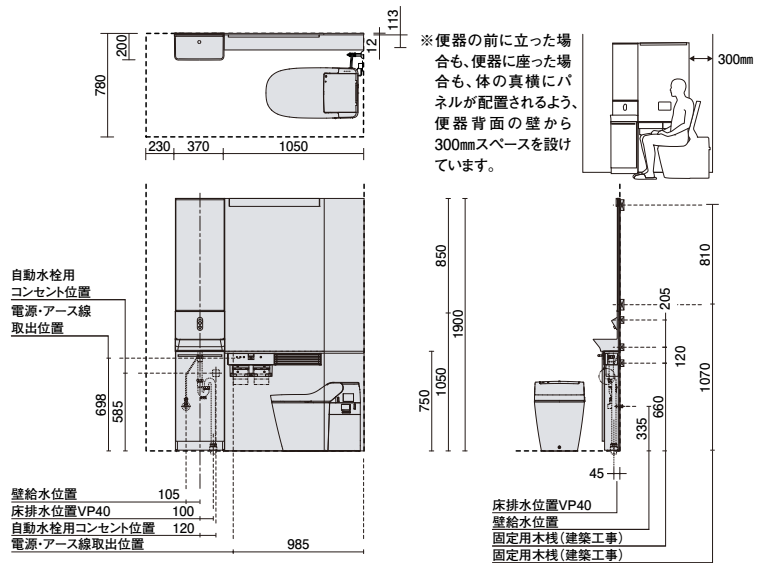 113
200
12
780
230
370
1050
※便器の前に立った場
合も、便器に座った場
合も、体の真横にパ
ネルが配置されるよう、
便器背面の壁から
300㎜スペースを設け
ています。
300㎜
自動水栓用
コンセント位置
電源・アース線
取出位置
698
585
850
1900
1050
750
壁給水位置 105
床排水位置VP40 100
自動水栓用コンセント位置 120
電源・アース線取出位置 985
810
205
120
1070
660
335
45
床排水位置VP40
壁給水位置
固定用木桟(建築工事)
固定用木桟(建築工事)